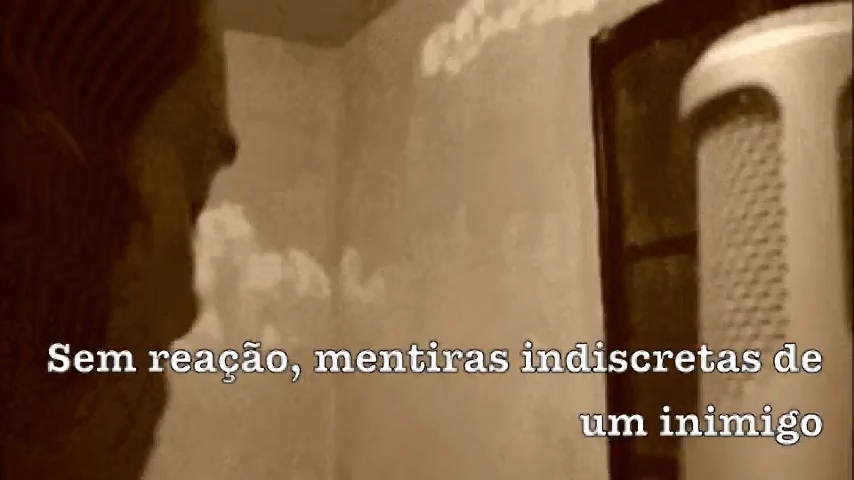 Sem reação, mentiras indiscretas de
um inimigo